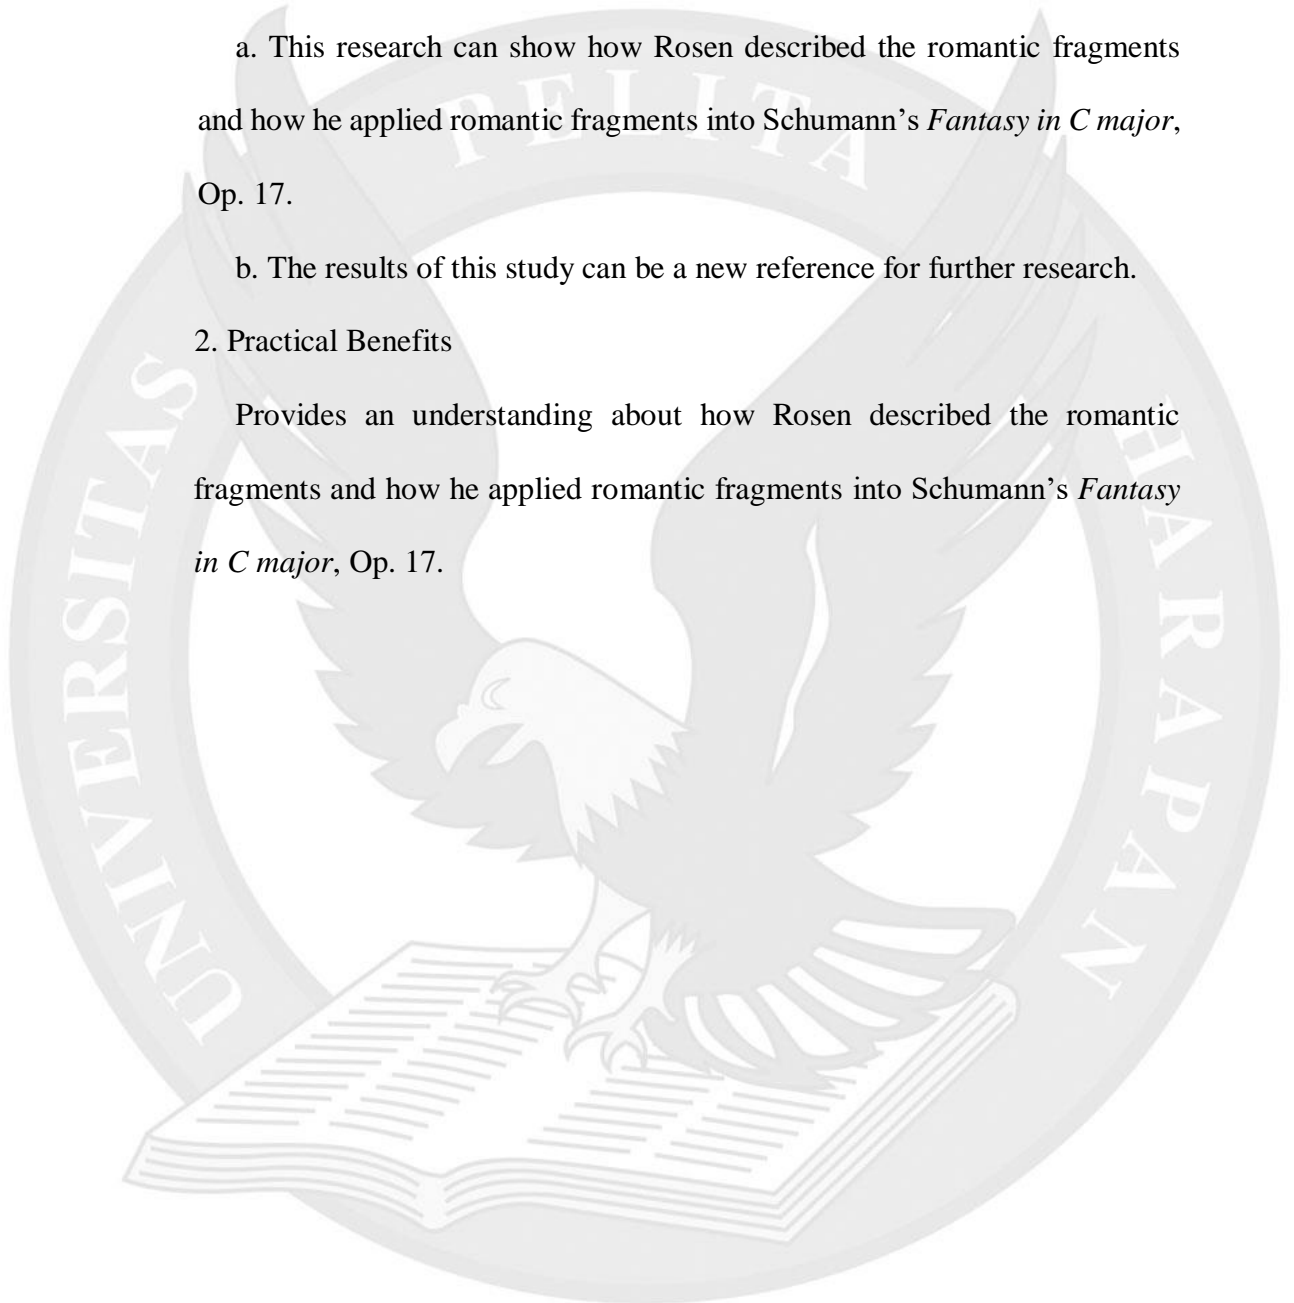 a. This research can show how Rosen described the romantic fragments
and how he applied romantic fragments into Schumann’s Fantasy in C major,
Op. 17.
b. The results of this study can be a new reference for further research.
2. Practical Benefits
Provides an understanding about how Rosen described the romantic
fragments and how he applied romantic fragments into Schumann’s Fantasy
in C major, Op. 17.
UNIVERSITAS PELITA HARAPAN